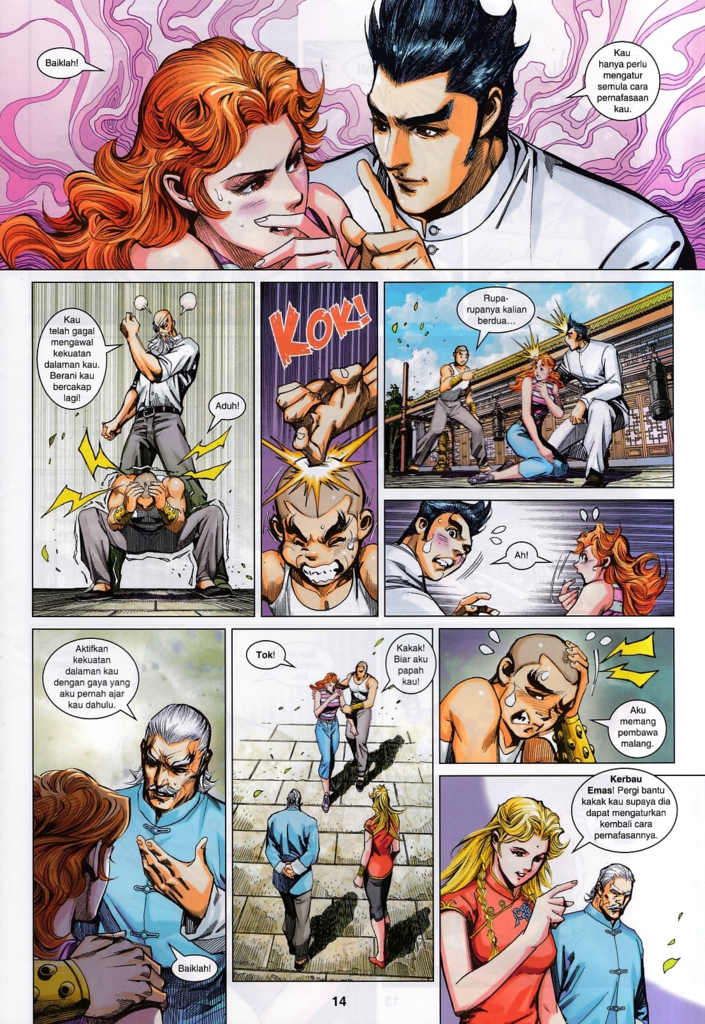 Baiklah!
Kau
hanya perlu
mengatur
semula cara
pernafasaan
kau.
Kau
telah gagal
mengawal
kekuatan
dalaman kau.
Berani kau
bercakap
lagi!
Aduh!
KOK!
Rupa-
rupanya kalian
berdua...
Ah!
Aktifkan
kekuatan
dalaman kau
dengan gaya yang
aku pernah ajar
kau dahulu.
Baiklah!
Tok!
Kakak!
Biar aku
papah
kau!
Aku
memang
pembawa
malang.
Kerbau
Emas! Pergi bantu
kakak kau supaya dia
dapat mengaturkan
kembali cara
pernafasannya.
14